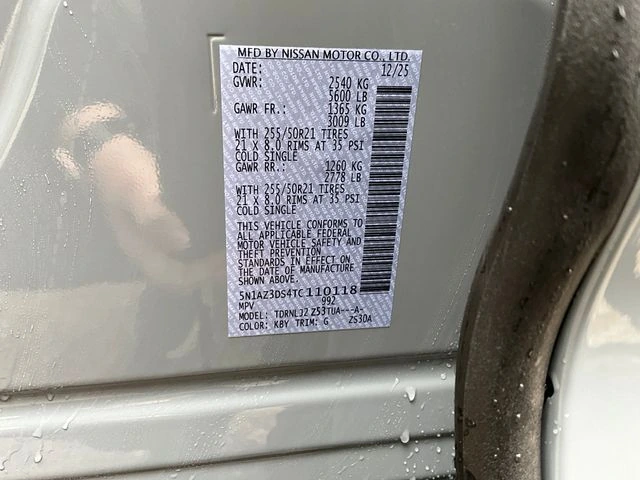 MFD BY NISSAN MOTOR CO., LTD.
DATE: 12/25
GVWR: 2540 KG
5600 LB
GAWR FR.: 1365 KG
3009 LB
WITH 255/50R21 TIRES
21 x 8.0 RIMS AT 35 PSI
COLD SINGLE
GAWR RR.: 1260 KG
2778 LB
WITH 255/50R21 TIRES
21 x 8.0 RIMS AT 35 PSI
COLD SINGLE
THIS VEHICLE CONFORMS TO
ALL APPLICABLE FEDERAL
MOTOR VEHICLE SAFETY AND
THEFT PREVENTION
STANDARDS IN EFFECT ON
THE DATE OF MANUFACTURE
SHOWN ABOVE.
5N1AZ3DS4TC110118
MPV 992
MODEL: TDRNLJZ Z53TUA---A-
COLOR: KBY TRIM: G ZS30A